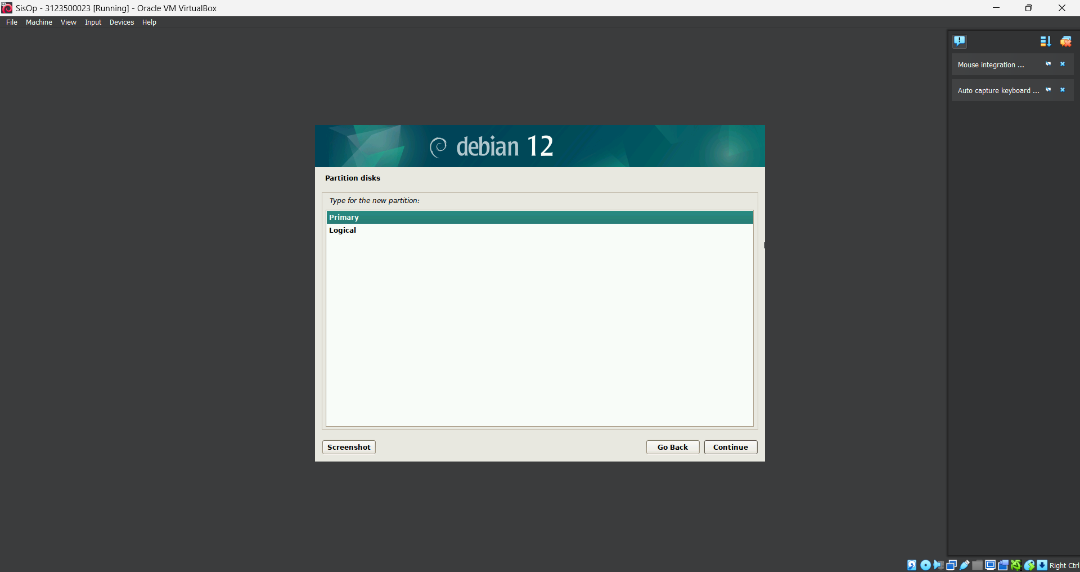 SisOp - 3123500023 [Running] - Oracle VM VirtualBox
File Machine View Input Devices Help
Mouse integration ...
Auto capture keyboard ...
debian 12
Partition disks
Type for the new partition:
Primary
Logical
Screenshot
Go Back
Continue
Right Ctrl